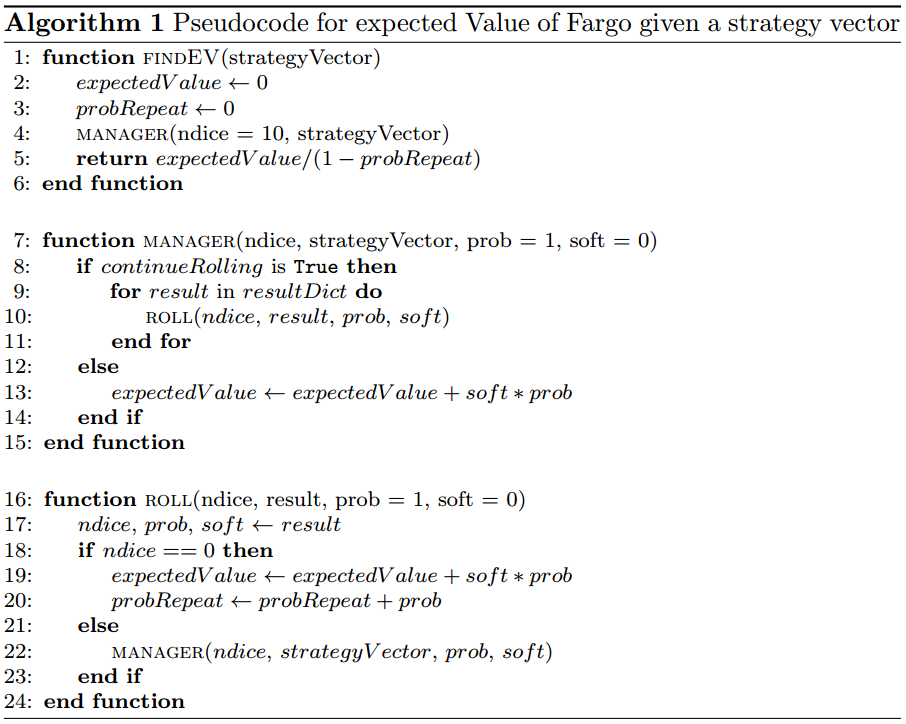 Algorithm 1 Pseudocode for expected Value of Fargo given a strategy vector
1: function FINDEV(strategyVector)
2: expectedValue ← 0
3: probRepeat ← 0
4: MANAGER(ndice = 10, strategyVector)
5: return expectedValue/(1 − probRepeat)
6: end function
7: function MANAGER(ndice, strategyVector, prob = 1, soft = 0)
8: if continueRolling is True then
9: for result in resultDict do
10: ROLL(ndice, result, prob, soft)
11: end for
12: else
13: expectedValue ← expectedValue + soft ∗ prob
14: end if
15: end function
16: function ROLL(ndice, result, prob = 1, soft = 0)
17: ndice, prob, soft ← result
18: if ndice == 0 then
19: expectedValue ← expectedValue + soft ∗ prob
20: probRepeat ← probRepeat + prob
21: else
22: MANAGER(ndice, strategyVector, prob, soft)
23: end if
24: end function